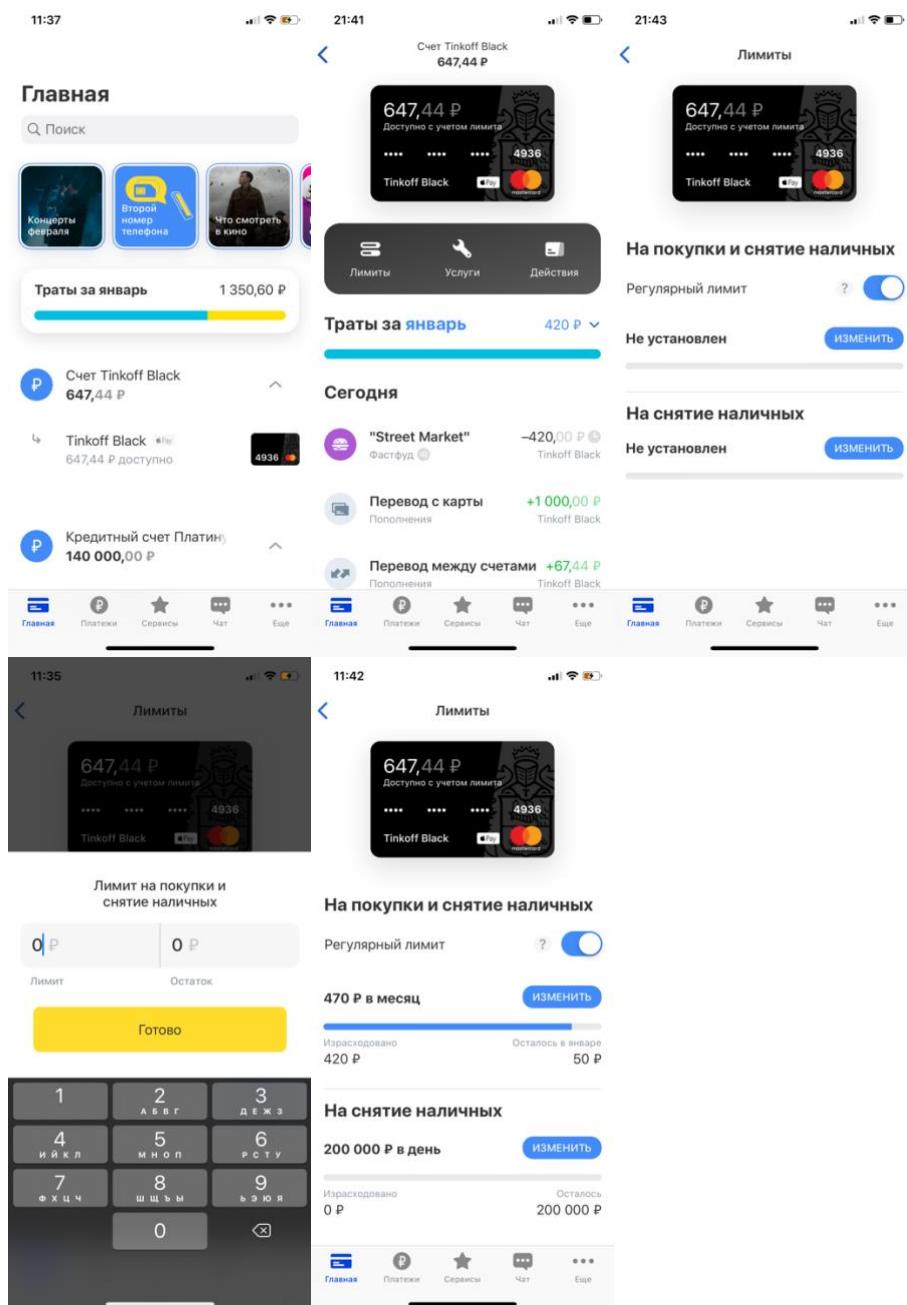 11:37
Главная
Поиск
Концерты
февраля
Второй
номер
телефона
Что смотреть
в кино
Траты за январь 1 350,60 ₽
Счет Tinkoff Black
647,44 ₽
Tinkoff Black Pay
647,44 ₽ доступно
4936
Кредитный счет Платин
140 000,00 ₽
Главная Платежи Сервисы Чат Еще
21:41
Счет Tinkoff Black
647,44 ₽
647,44 ₽
Доступно с учетом лимита
•••• •••• •••• 4936
Tinkoff Black Pay
mastercard
Лимиты Услуги Действия
Траты за январь 420 ₽
Сегодня
"Street Market" –420,00 ₽
Фастфуд Tinkoff Black
Перевод с карты +1 000,00 ₽
Пополнения Tinkoff Black
Перевод между счетами +67,44 ₽
Пополнения Tinkoff Black
Главная Платежи Сервисы Чат Еще
21:43
Лимиты
647,44 ₽
Доступно с учетом лимита
•••• •••• •••• 4936
Tinkoff Black Pay
mastercard
На покупки и снятие наличных
Регулярный лимит ?
Не установлен ИЗМЕНИТЬ
На снятие наличных
Не установлен ИЗМЕНИТЬ
Главная Платежи Сервисы Чат Еще
11:35
Лимиты
647,44 ₽
Доступно с учетом лимита
•••• •••• •••• 4936
Tinkoff Black Pay
Лимит на покупки и
снятие наличных
0 ₽ 0 ₽
Лимит Остаток
Готово
1 2 3
АБВГ ДЕЖЗ
4 5 6
ИЙКЛ МНОП РСТУ
7 8 9
ФХЦЧ ШЩЪЫ ЬЭЮЯ
0
11:42
Лимиты
647,44 ₽
Доступно с учетом лимита
•••• •••• •••• 4936
Tinkoff Black Pay
mastercard
На покупки и снятие наличных
Регулярный лимит ?
470 ₽ в месяц ИЗМЕНИТЬ
Израсходовано Осталось в январе
420 ₽ 50 ₽
На снятие наличных
200 000 ₽ в день ИЗМЕНИТЬ
Израсходовано Осталось
0 ₽ 200 000 ₽
Главная Платежи Сервисы Чат Еще